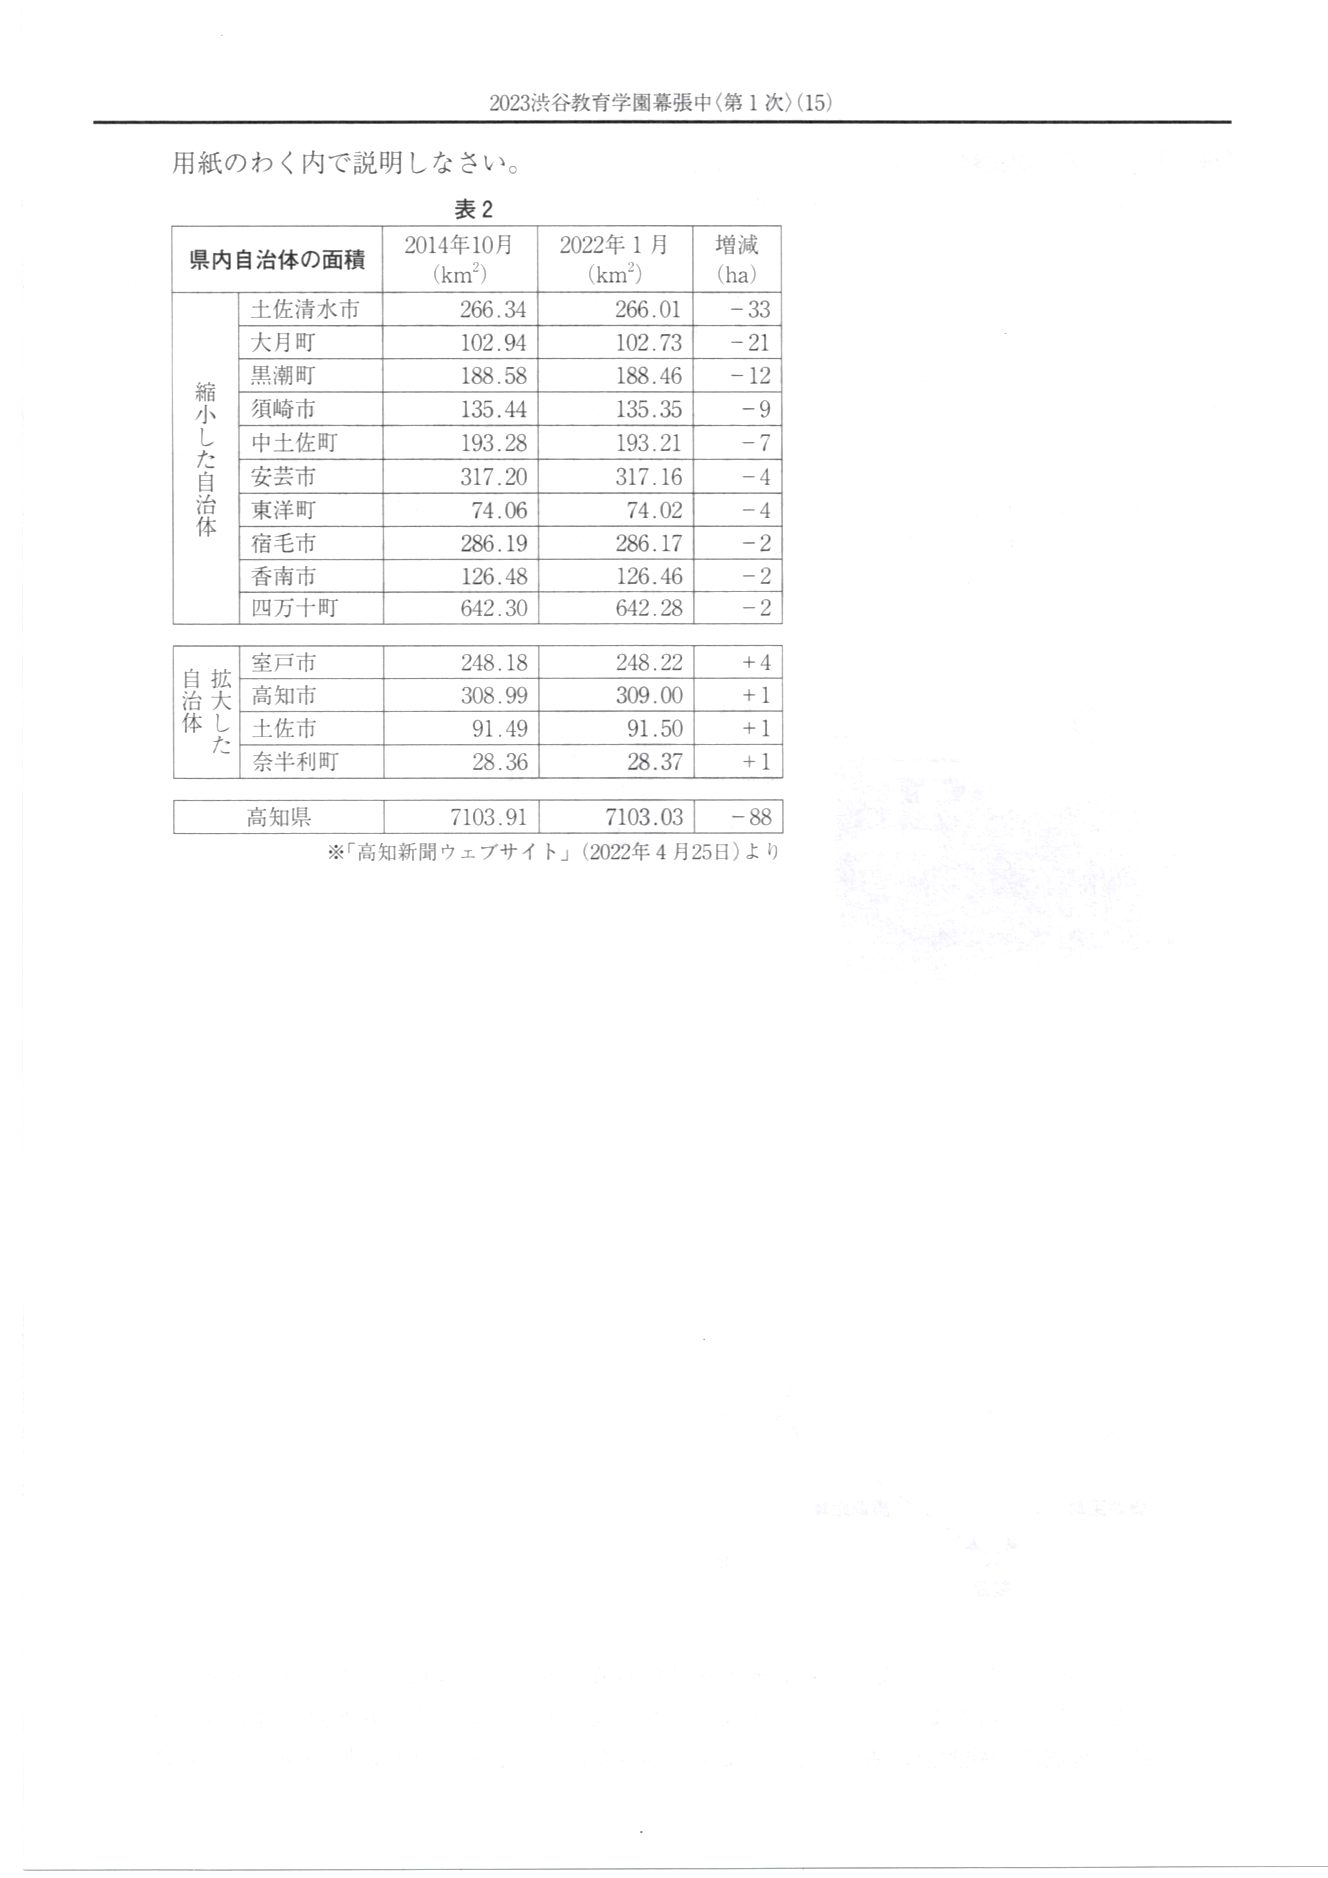 2023渋谷教育学園幕張中〈第1次〉(15)
用紙のわく内で説明しなさい。
表2
県内自治体の面積 2014年10月(km²) 2022年1月(km²) 増減(ha)
縮小した自治体
土佐清水市 266.34 266.01 −33
大月町 102.94 102.73 −21
黒潮町 188.58 188.46 −12
須崎市 135.44 135.35 −9
中土佐町 193.28 193.21 −7
安芸市 317.20 317.16 −4
東洋町 74.06 74.02 −4
宿毛市 286.19 286.17 −2
香南市 126.48 126.46 −2
四万十町 642.30 642.28 −2
拡大した自治体
室戸市 248.18 248.22 +4
高知市 308.99 309.00 +1
土佐市 91.49 91.50 +1
奈半利町 28.36 28.37 +1
高知県 7103.91 7103.03 −88
※「高知新聞ウェブサイト」(2022年4月25日)より